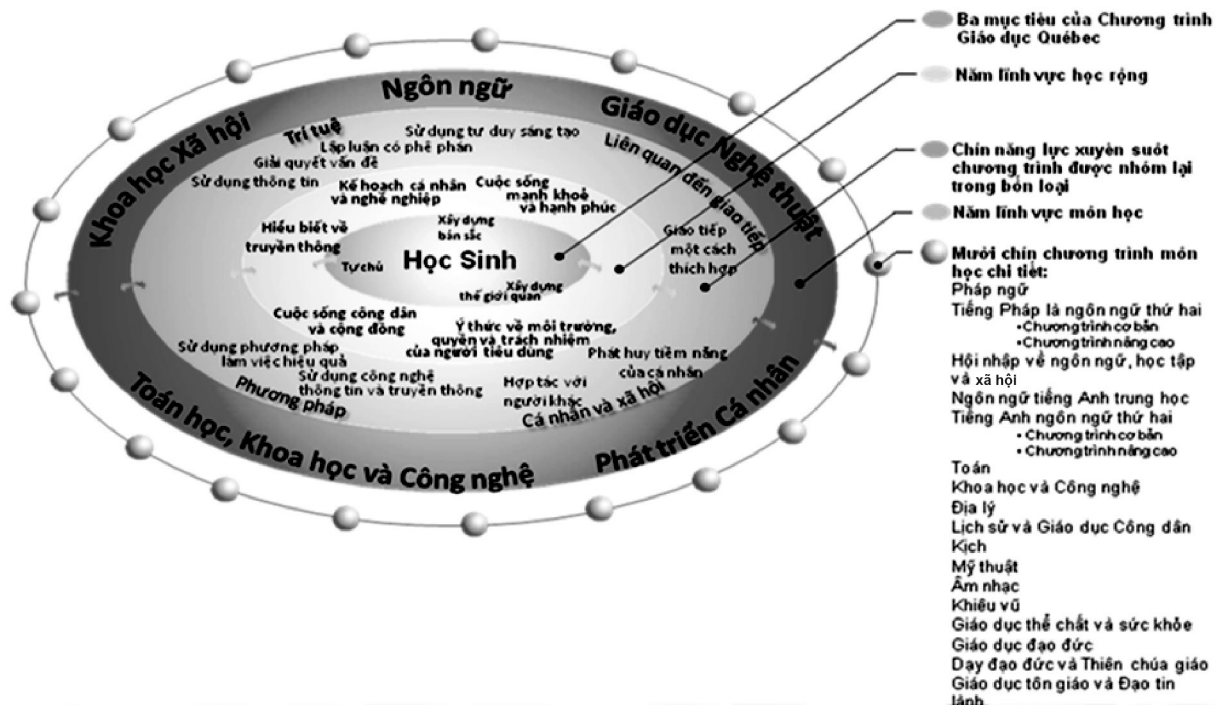 Ba mục tiêu của Chương trình
Giáo dục Québec
Năm lĩnh vực học rộng
Chín năng lực xuyên suốt
chương trình được nhóm lại
trong bốn loại
Năm lĩnh vực môn học
Mười chín chương trình môn
học chi tiết:
Pháp ngữ
Tiếng Pháp là ngôn ngữ thứ hai
• Chương trình cơ bản
• Chương trình nâng cao
Hội nhập về ngôn ngữ, học tập
và xã hội
Ngôn ngữ tiếng Anh trung học
Tiếng Anh ngôn ngữ thứ hai
• Chương trình cơ bản
• Chương trình nâng cao
Toán
Khoa học và Công nghệ
Địa lý
Lịch sử và Giáo dục Công dân
Kịch
Mỹ thuật
Âm nhạc
Khiêu vũ
Giáo dục thể chất và sức khỏe
Giáo dục đạo đức
Dạy đạo đức và Thiên chúa giáo
Giáo dục tôn giáo và Đạo tin
lành
Ngôn ngữ
Giáo dục Nghệ thuật
Khoa học Xã hội
Toán học, Khoa học và Công nghệ
Phát triển Cá nhân
Trí tuệ
Sử dụng tư duy sáng tạo
Lập luận có phê phán
Giải quyết vấn đề
Sử dụng thông tin
Liên quan đến giao tiếp
Giao tiếp
một cách
thích hợp
Kế hoạch cá nhân
và nghề nghiệp
Cuộc sống
mạnh khoẻ
và hạnh phúc
Hiểu biết về
truyền thông
Xây dựng
bản sắc
Học Sinh
Tự chủ
Xây dựng
thế giới quan
Cuộc sống công dân
và cộng đồng
Ý thức về môi trường,
quyền và trách nhiệm
của người tiêu dùng
Sử dụng phương pháp
làm việc hiệu quả
Sử dụng công nghệ
thông tin và truyền thông
Phương pháp
Hợp tác với
người khác
Phát huy tiềm năng
của cá nhân
Cá nhân và xã hội